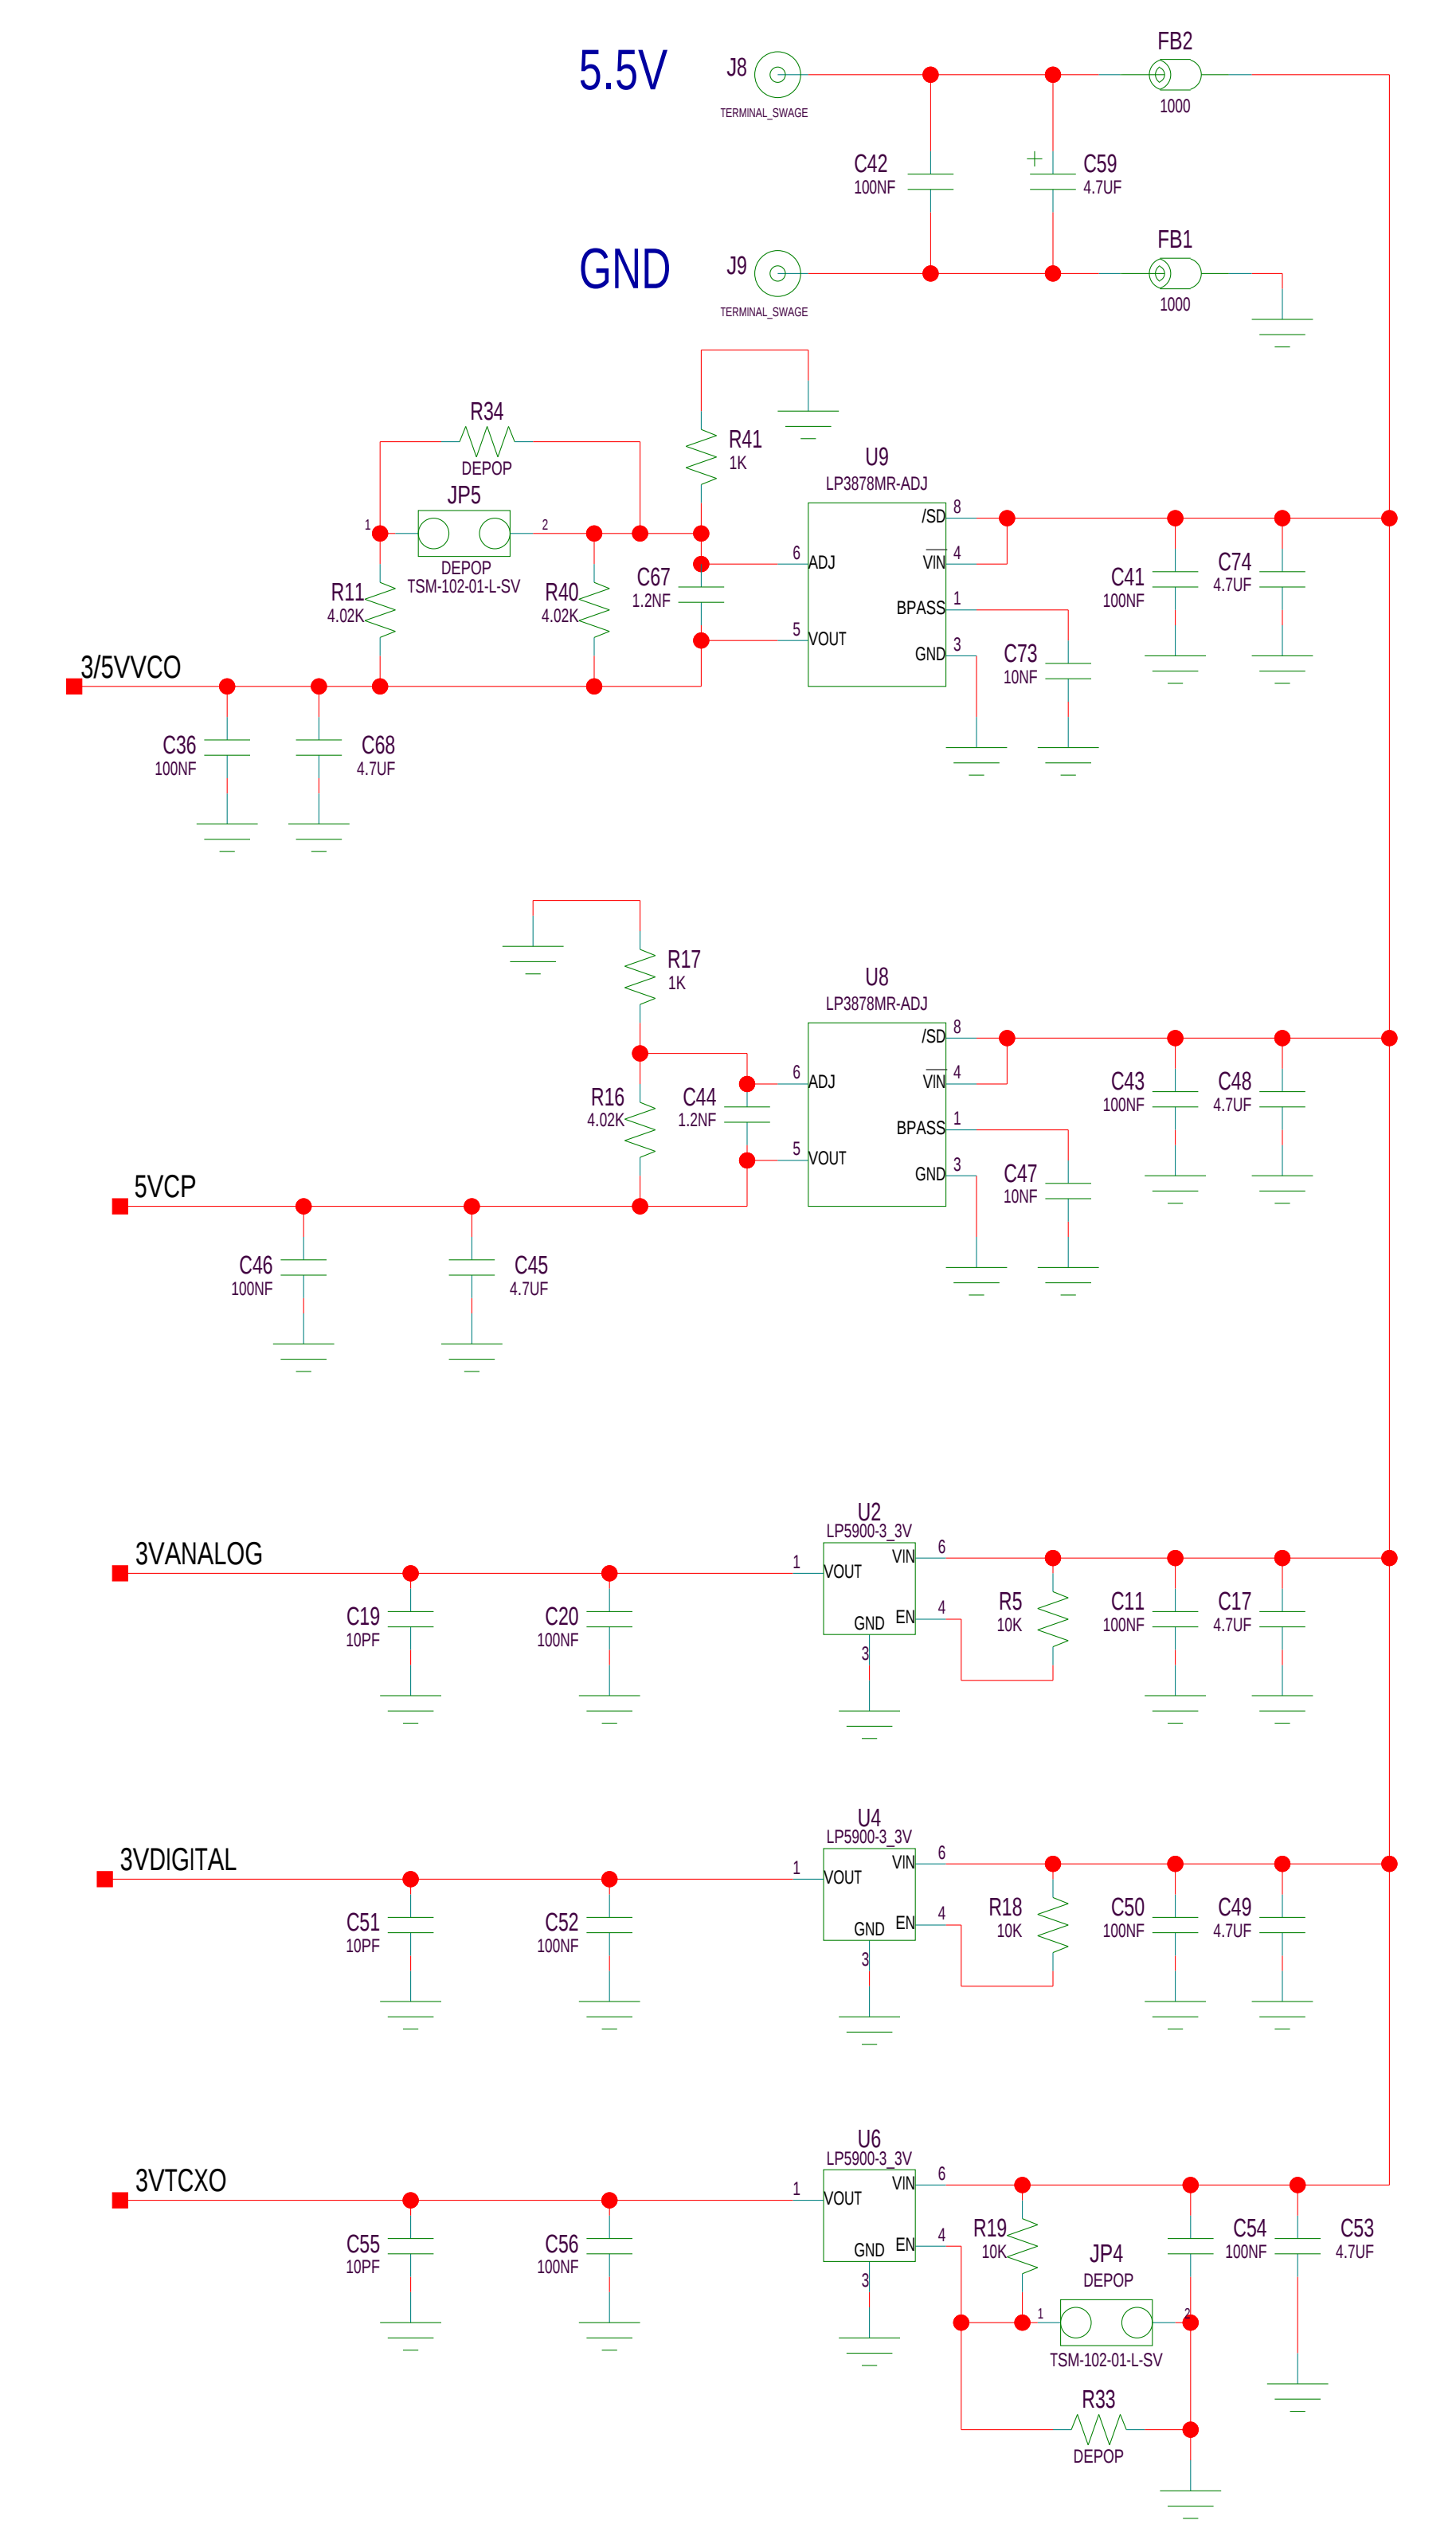 5.5V
J8
TERMINAL_SWAGE
FB2
1000
C42
100NF
+
C59
4.7UF
GND
J9
TERMINAL_SWAGE
FB1
1000
R34
DEPOP
JP5
1
2
DEPOP
TSM-102-01-L-SV
R41
1K
U9
LP3878MR-ADJ
/SD
8
VIN
4
BPASS
1
GND
3
6
ADJ
5
VOUT
R11
4.02K
R40
4.02K
C67
1.2NF
C41
100NF
C74
4.7UF
C73
10NF
3/5VVCO
C36
100NF
C68
4.7UF
R17
1K
U8
LP3878MR-ADJ
/SD
8
VIN
4
BPASS
1
GND
3
6
ADJ
5
VOUT
R16
4.02K
C44
1.2NF
C43
100NF
C48
4.7UF
C47
10NF
5VCP
C46
100NF
C45
4.7UF
U2
LP5900-3_3V
3VANALOG
1
VOUT
VIN
6
GND
EN
4
3
C19
10PF
C20
100NF
R5
10K
C11
100NF
C17
4.7UF
U4
LP5900-3_3V
3VDIGITAL
1
VOUT
VIN
6
GND
EN
4
3
C51
10PF
C52
100NF
R18
10K
C50
100NF
C49
4.7UF
U6
LP5900-3_3V
3VTCXO
1
VOUT
VIN
6
GND
EN
4
3
C55
10PF
C56
100NF
R19
10K
JP4
DEPOP
1
2
TSM-102-01-L-SV
C54
100NF
C53
4.7UF
R33
DEPOP